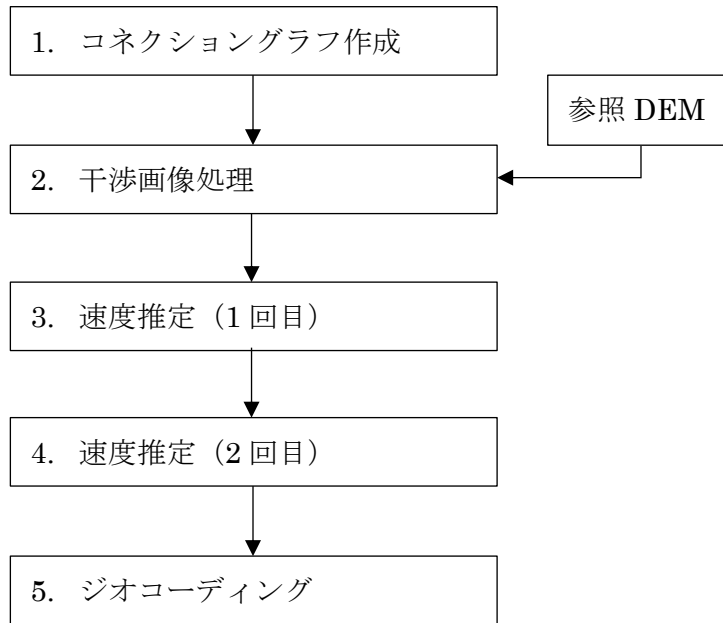 1. コネクショングラフ作成
参照 DEM
2. 干渉画像処理
3. 速度推定（1 回目）
4. 速度推定（2 回目）
5. ジオコーディング